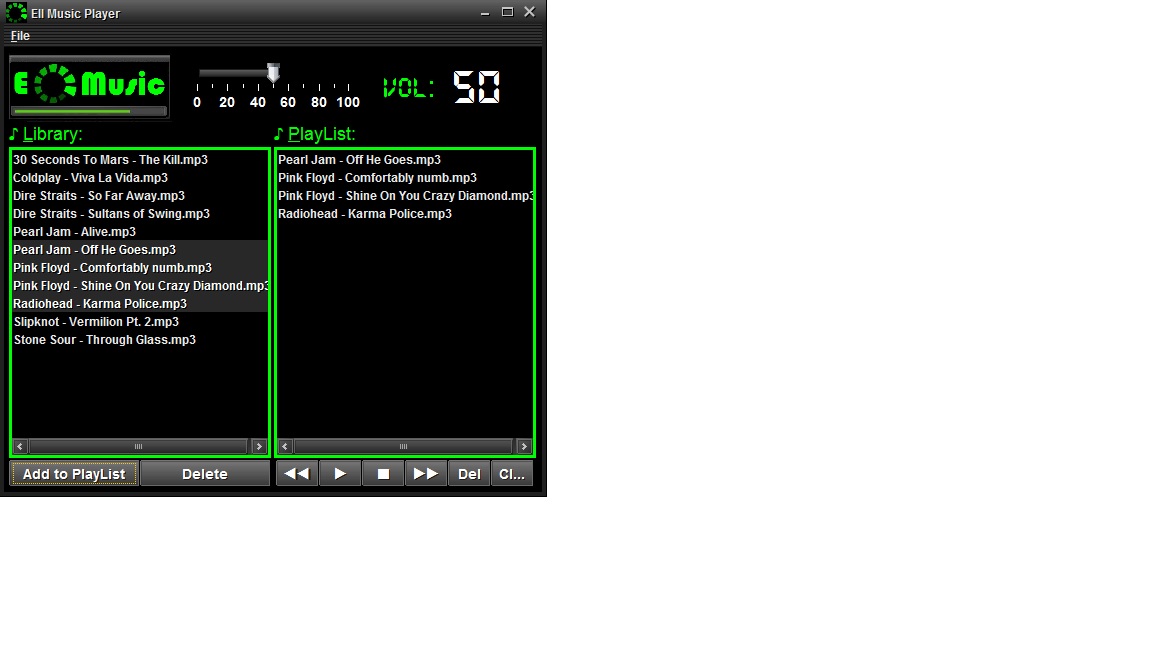 Ell Music Player
File
E Music
0 20 40 60 80 100
VOL: 50
♪ Library:
30 Seconds To Mars - The Kill.mp3
Coldplay - Viva La Vida.mp3
Dire Straits - So Far Away.mp3
Dire Straits - Sultans of Swing.mp3
Pearl Jam - Alive.mp3
Pearl Jam - Off He Goes.mp3
Pink Floyd - Comfortably numb.mp3
Pink Floyd - Shine On You Crazy Diamond.mp3
Radiohead - Karma Police.mp3
Slipknot - Vermilion Pt. 2.mp3
Stone Sour - Through Glass.mp3
Add to PlayList
Delete
♪ PlayList:
Pearl Jam - Off He Goes.mp3
Pink Floyd - Comfortably numb.mp3
Pink Floyd - Shine On You Crazy Diamond.mp3
Radiohead - Karma Police.mp3
Del
Cl...